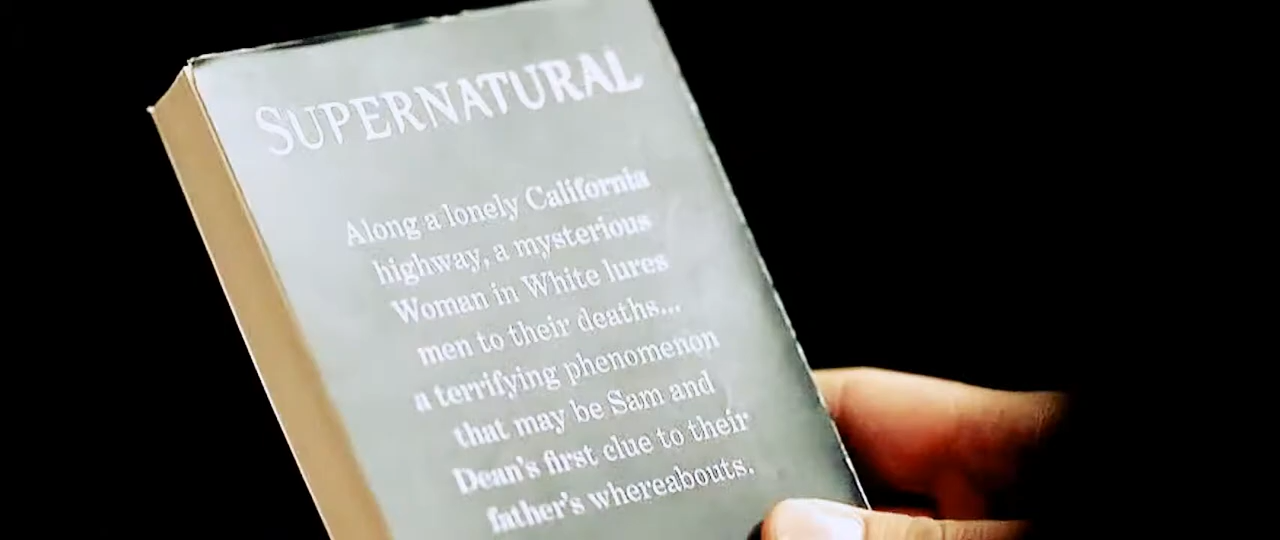 SUPERNATURAL
Along a lonely California
highway, a mysterious
Woman in White lures
men to their deaths...
a terrifying phenomenon
that may be Sam and
Dean's first clue to their
father's whereabouts.